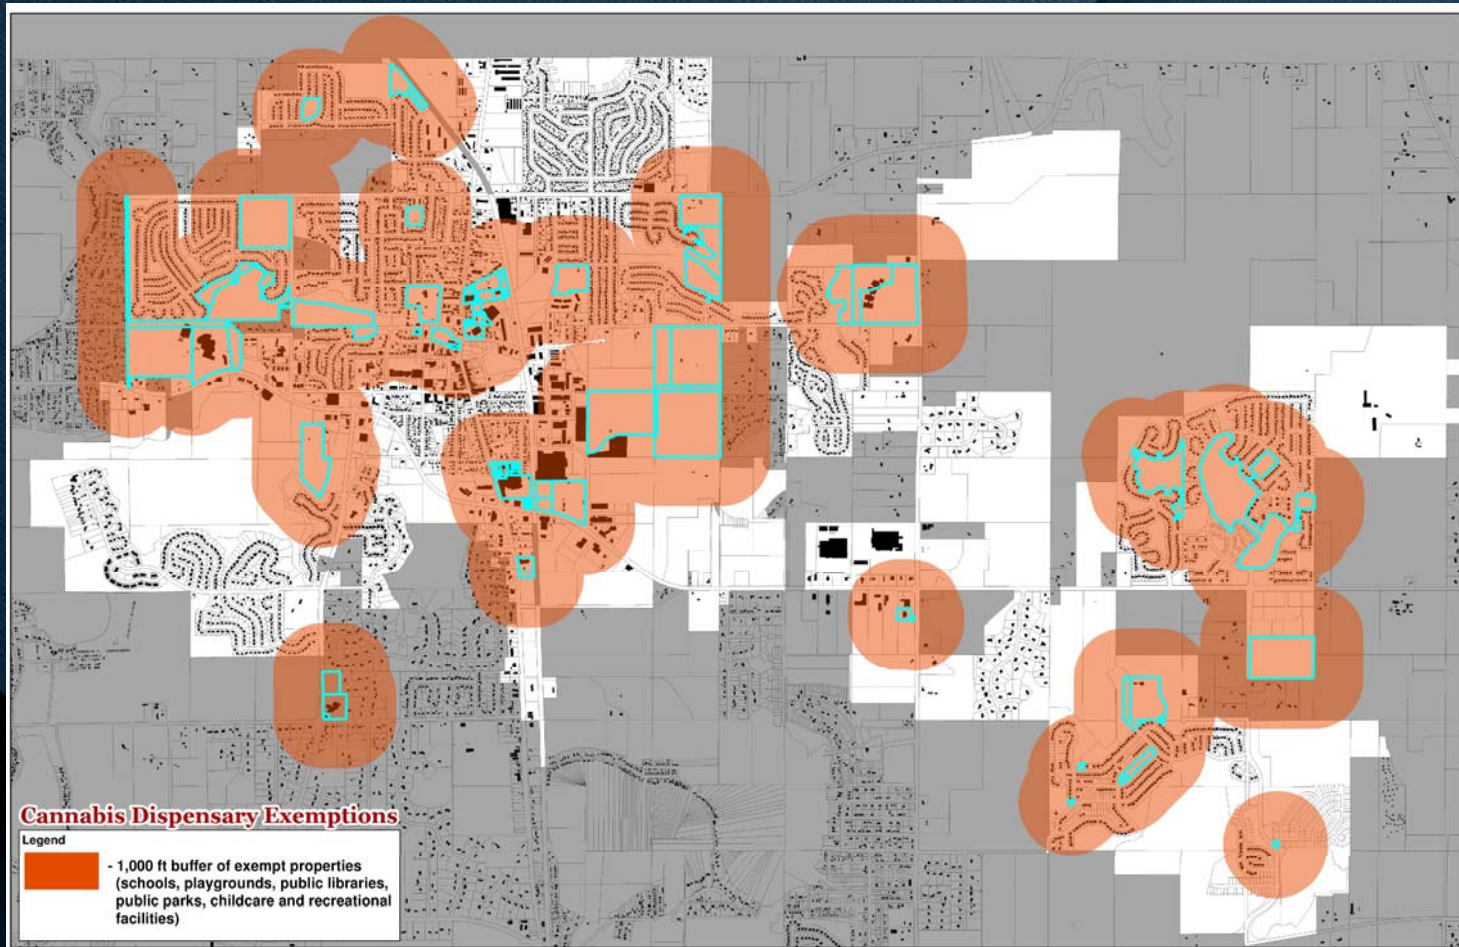 Cannabis Dispensary Exemptions
Legend
- 1,000 ft buffer of exempt properties
(schools, playgrounds, public libraries,
public parks, childcare and recreational
facilities)